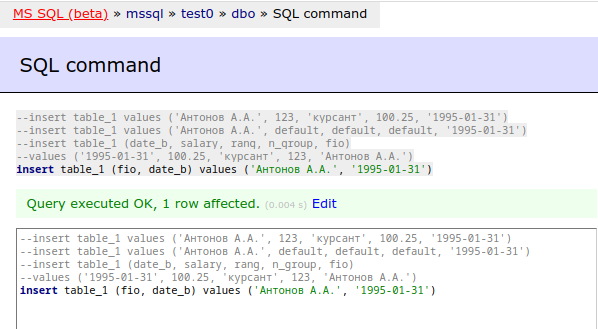 MS SQL (beta) » mssql » test0 » dbo » SQL command
SQL command
--insert table_1 values ('Антонов А.А.', 123, 'курсант', 100.25, '1995-01-31')
--insert table_1 values ('Антонов А.А.', default, default, default, '1995-01-31')
--insert table_1 (date_b, salary, rang, n_group, fio)
--values ('1995-01-31', 100.25, 'курсант', 123, 'Антонов А.А.')
insert table_1 (fio, date_b) values ('Антонов А.А.', '1995-01-31')
Query executed OK, 1 row affected. (0.004 s) Edit
--insert table_1 values ('Антонов А.А.', 123, 'курсант', 100.25, '1995-01-31')
--insert table_1 values ('Антонов А.А.', default, default, default, '1995-01-31')
--insert table_1 (date_b, salary, rang, n_group, fio)
--values ('1995-01-31', 100.25, 'курсант', 123, 'Антонов А.А.')
insert table_1 (fio, date_b) values ('Антонов А.А.', '1995-01-31')